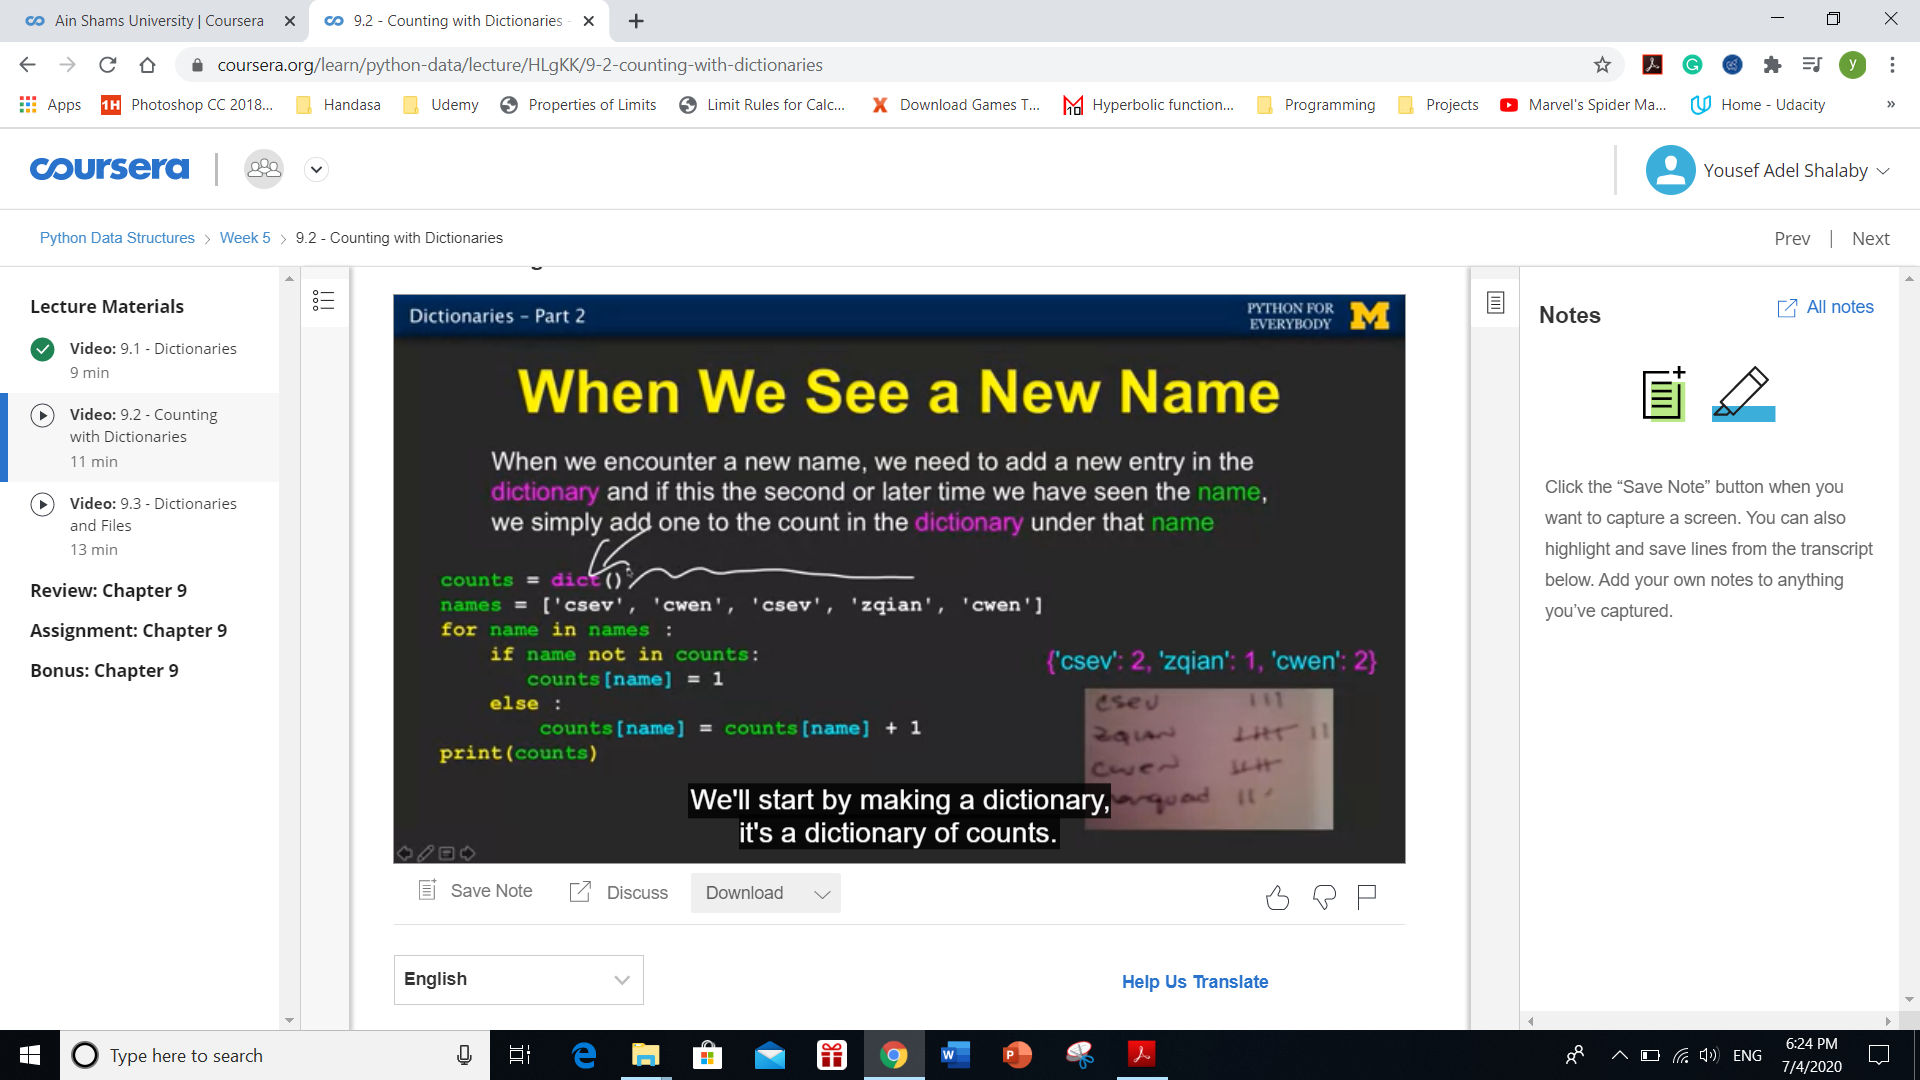 Ain Shams University | Coursera
9.2 - Counting with Dictionaries -
coursera.org/learn/python-data/lecture/HLgKK/9-2-counting-with-dictionaries
y
Apps
1H Photoshop CC 2018...
Handasa
Udemy
Properties of Limits
Limit Rules for Calc...
Download Games T...
10 Hyperbolic function...
Programming
Projects
Marvel's Spider Ma...
Home - Udacity
»
coursera
Yousef Adel Shalaby
Python Data Structures > Week 5 > 9.2 - Counting with Dictionaries
Prev | Next
Lecture Materials
Video: 9.1 - Dictionaries
9 min
Video: 9.2 - Counting
with Dictionaries
11 min
Video: 9.3 - Dictionaries
and Files
13 min
Review: Chapter 9
Assignment: Chapter 9
Bonus: Chapter 9
Dictionaries – Part 2
PYTHON FOR
EVERYBODY
M
When We See a New Name
When we encounter a new name, we need to add a new entry in the
dictionary and if this the second or later time we have seen the name,
we simply add one to the count in the dictionary under that name
counts = dict()
names = ['csev', 'cwen', 'csev', 'zqian', 'cwen']
for name in names :
if name not in counts:
counts[name] = 1
else :
counts[name] = counts[name] + 1
print(counts)
{'csev': 2, 'zqian': 1, 'cwen': 2}
csev
zqian
cwen
We'll start by making a dictionary,
it's a dictionary of counts.
Save Note
Discuss
Download
English
Help Us Translate
Notes
All notes
Click the “Save Note” button when you
want to capture a screen. You can also
highlight and save lines from the transcript
below. Add your own notes to anything
you’ve captured.
Type here to search
ENG
6:24 PM
7/4/2020